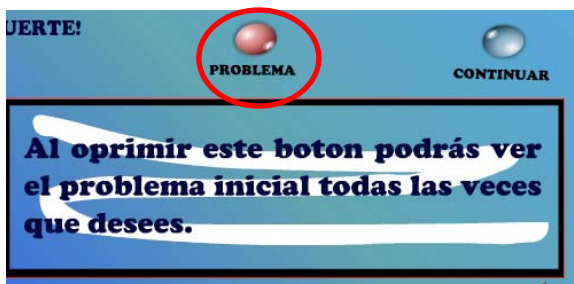 UERTE!
PROBLEMA
CONTINUAR
Al oprimir este boton podrás ver
el problema inicial todas las veces
que desees.